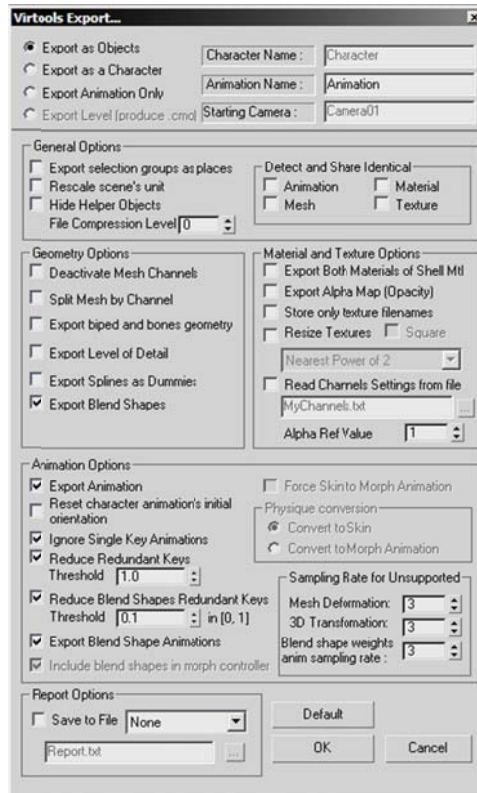 Virtools Export...
Export as Objects
Export as a Character
Export Animation Only
Export Level (produce .cmo)
Character Name : Character
Animation Name : Animation
Starting Camera : Camera01
General Options
Export selection groups as places
Rescale scene's unit
Hide Helper Objects
File Compression Level 0
Detect and Share Identical
Animation Material
Mesh Texture
Geometry Options
Deactivate Mesh Channels
Split Mesh by Channel
Export biped and bones geometry
Export Level of Detail
Export Splines as Dummies
Export Blend Shapes
Material and Texture Options
Export Both Materials of Shell Mtl
Export Alpha Map (Opacity)
Store only texture filenames
Resize Textures Square
Nearest Power of 2
Read Channels Settings from file
MyChannels.txt ...
Alpha Ref Value 1
Animation Options
Export Animation
Reset character animation's initial
orientation
Ignore Single Key Animations
Reduce Redundant Keys
Threshold 1.0
Reduce Blend Shapes Redundant Keys
Threshold 0.1 in [0, 1]
Export Blend Shape Animations
Include blend shapes in morph controller
Force Skin to Morph Animation
Physique conversion
Convert to Skin
Convert to Morph Animation
Sampling Rate for Unsupported
Mesh Deformation: 3
3D Transfomation: 3
Blend shape weights
anim sampling rate : 3
Report Options
Save to File None
Report.txt ...
Default
OK Cancel